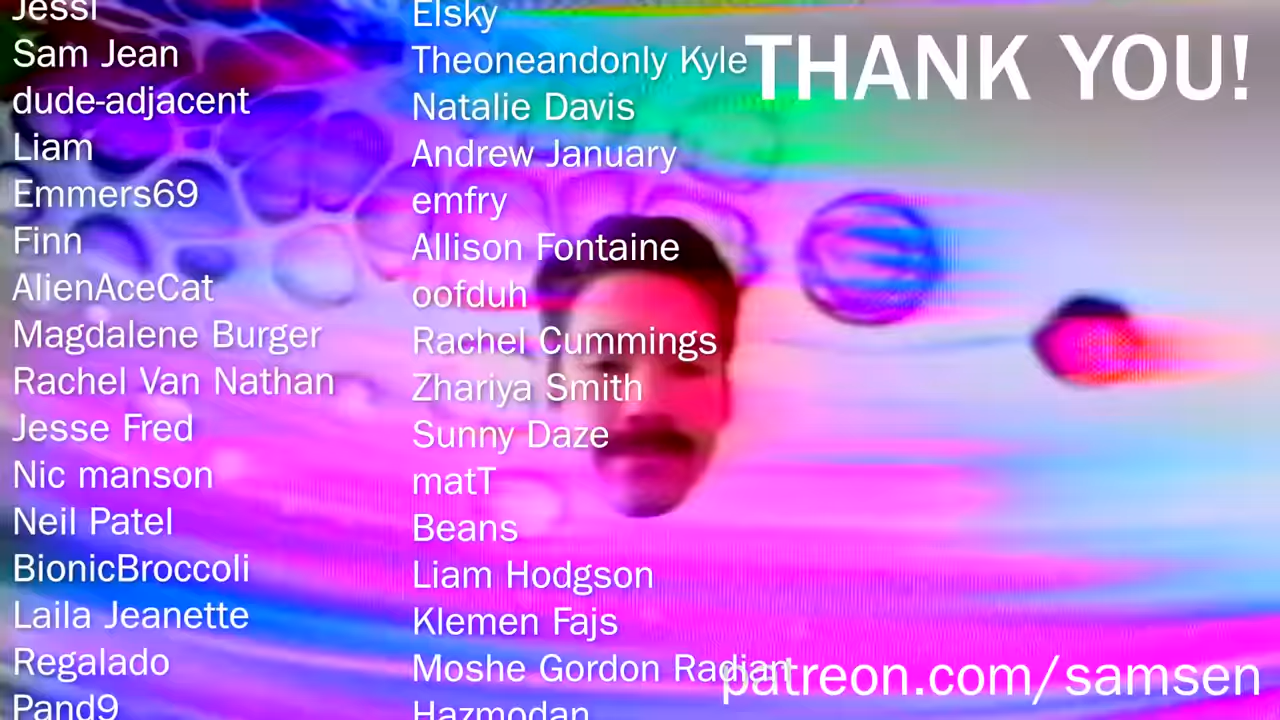 Jessi
Sam Jean
dude-adjacent
Liam
Emmers69
Finn
AlienAceCat
Magdalene Burger
Rachel Van Nathan
Jesse Fred
Nic manson
Neil Patel
BionicBroccoli
Laila Jeanette
Regalado
Pand9
Elsky
Theoneandonly Kyle
Natalie Davis
Andrew January
emfry
Allison Fontaine
oofduh
Rachel Cummings
Zhariya Smith
Sunny Daze
matT
Beans
Liam Hodgson
Klemen Fajs
Moshe Gordon Radian
Hazmodan
THANK YOU!
patreon.com/samsen